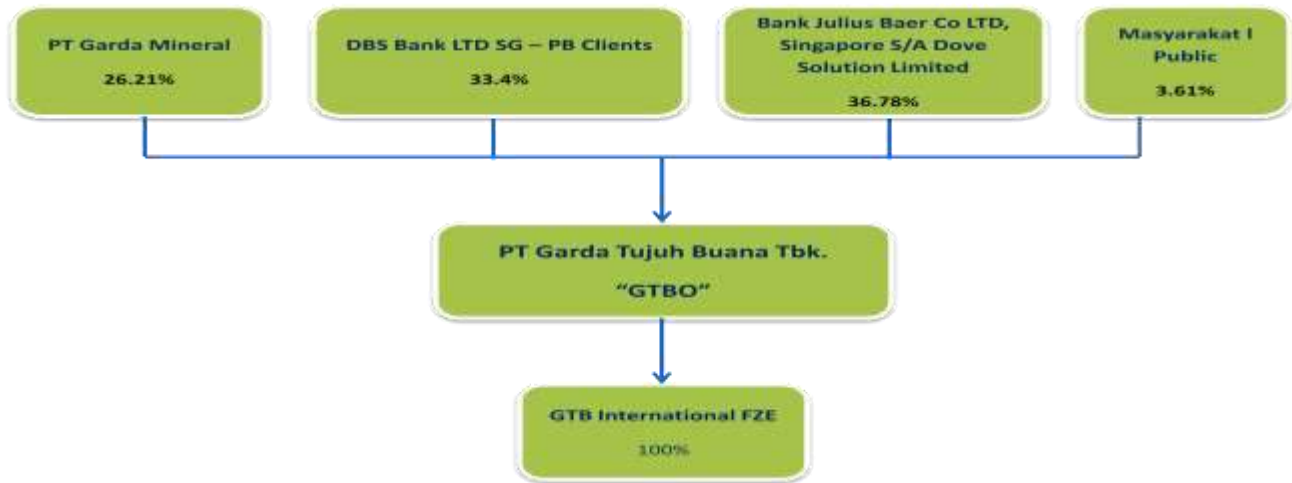 PT Garda Mineral
26.21%
DBS Bank LTD SG – PB Clients
33.4%
Bank Julius Baer Co LTD,
Singapore S/A Dove
Solution Limited
36.78%
Masyarakat I
Public
3.61%
PT Garda Tujuh Buana Tbk.
“GTBO”
GTB International FZE
100%